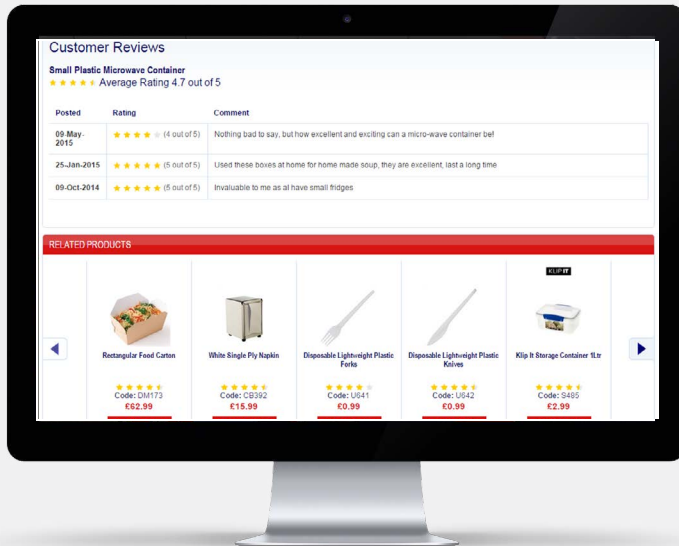 Customer Reviews
Small Plastic Microwave Container
Average Rating 4.7 out of 5
Posted Rating Comment
09-May-2015 (4 out of 5) Nothing bad to say, but how excellent and exciting can a micro-wave container be!
25-Jan-2015 (5 out of 5) Used these boxes at home for home made soup, they are excellent, last a long time
09-Oct-2014 (5 out of 5) Invaluable to me as al have small fridges
RELATED PRODUCTS
KLIP IT
Rectangular Food Carton White Single Ply Napkin Disposable Lightweight Plastic Forks Disposable Lightweight Plastic Knives Klip It Storage Container 1Ltr
Code: DM173 Code: CB392 Code: U641 Code: U642 Code: S485
£62.99 £15.99 £0.99 £0.99 £2.99